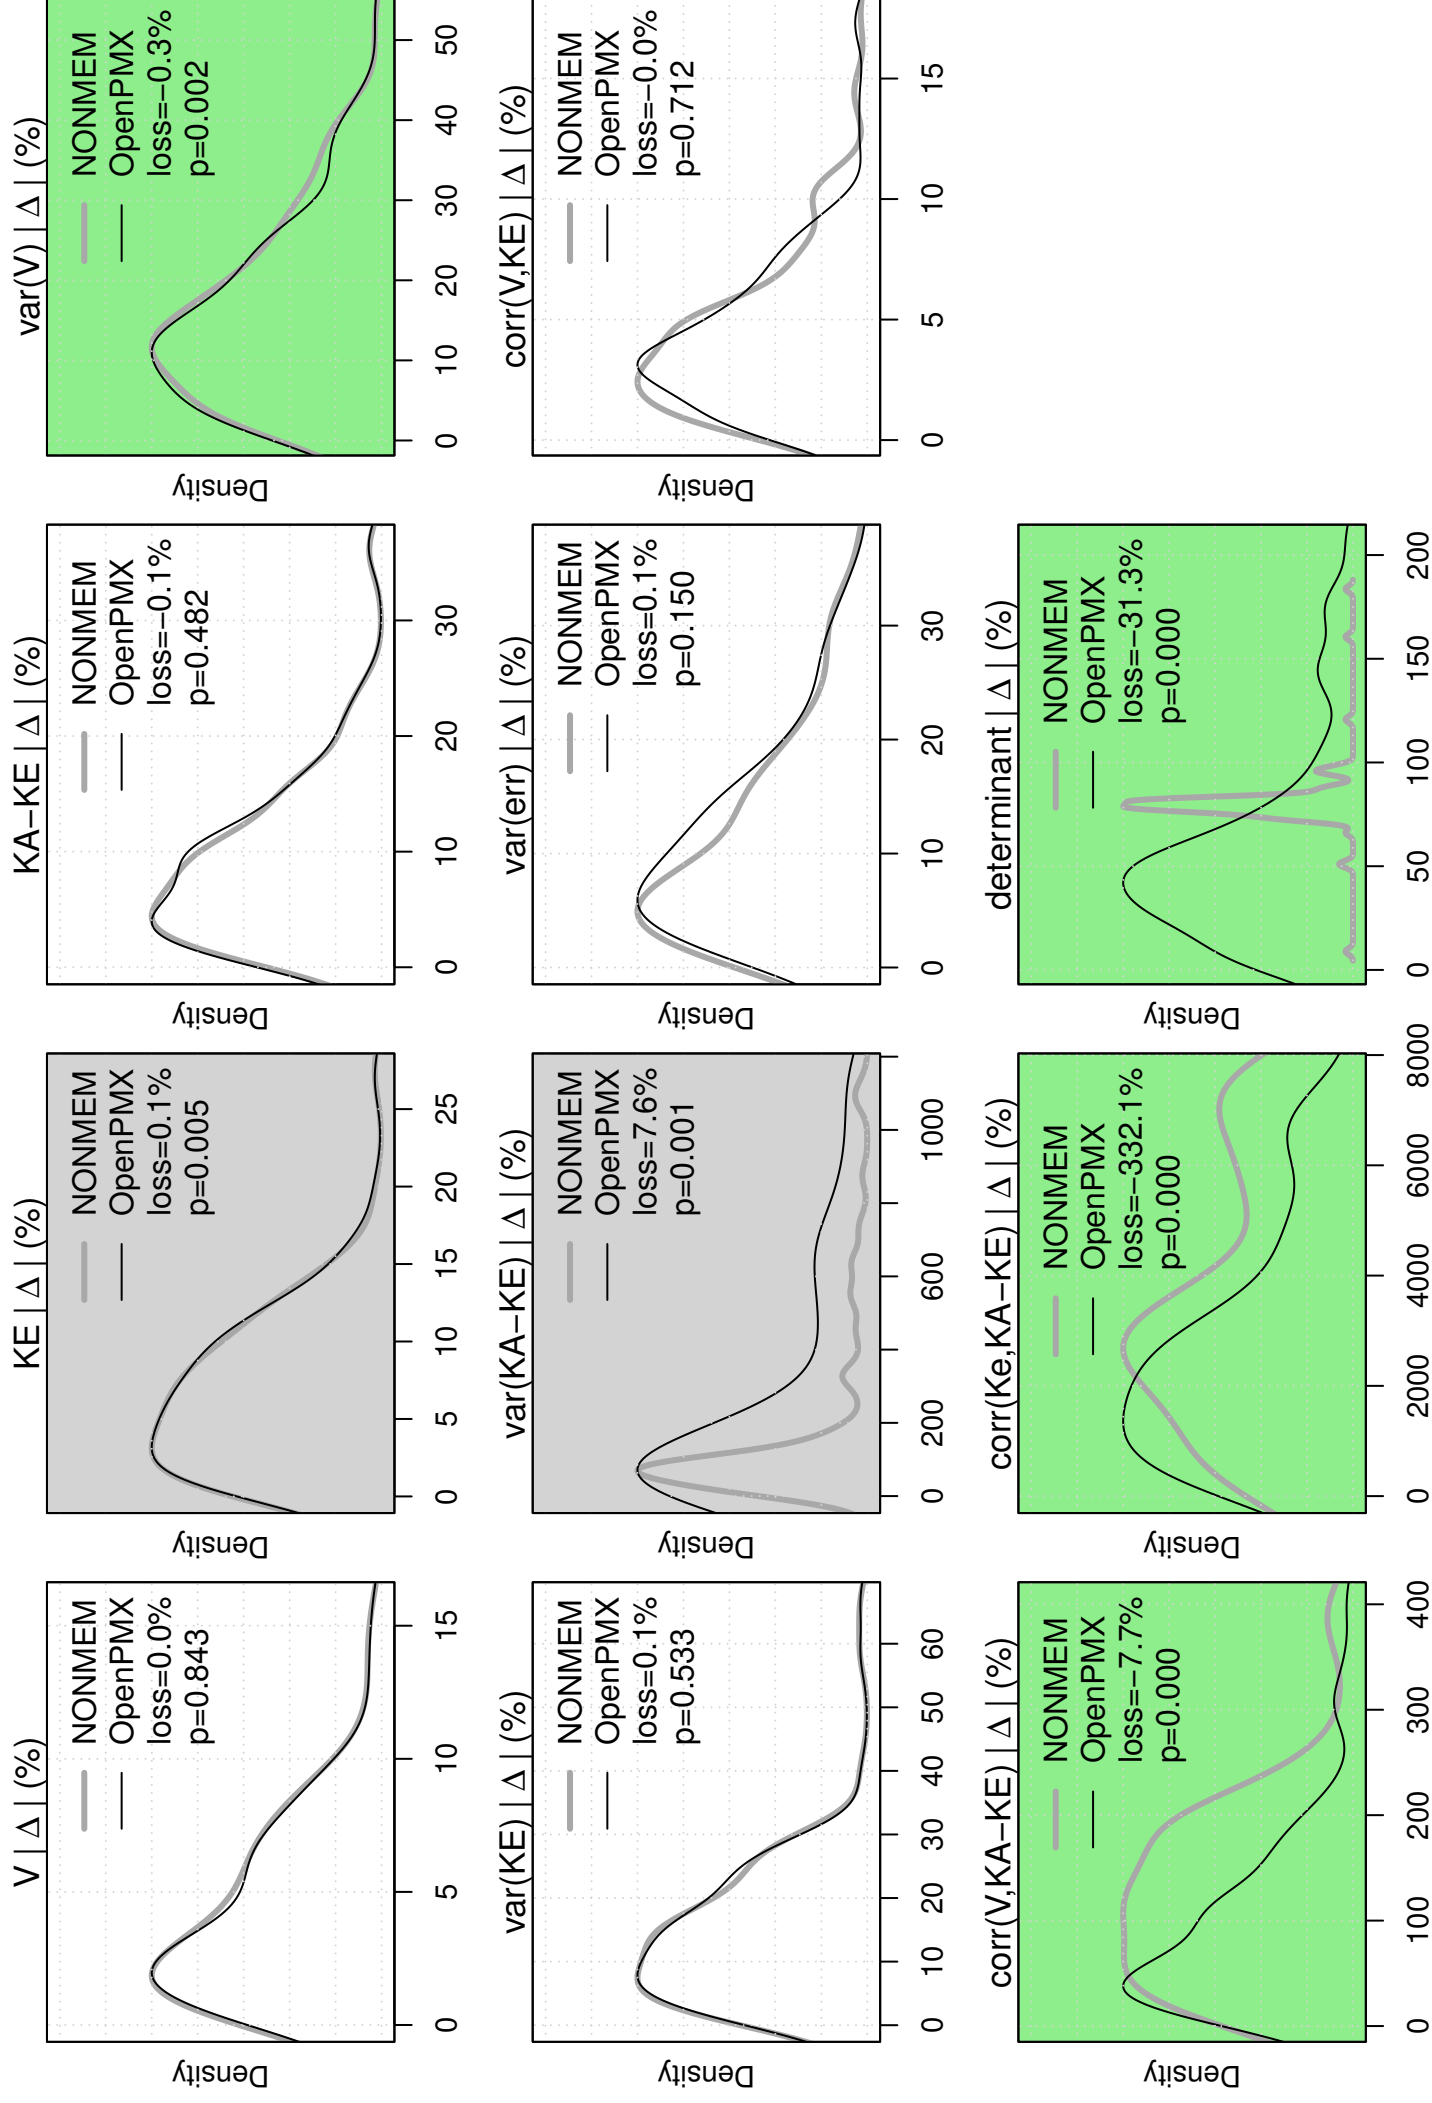 V | Δ | (%)
NONMEM
OpenPMX
loss=0.0%
p=0.843
Density
0 5 10 15
KE | Δ | (%)
NONMEM
OpenPMX
loss=0.1%
p=0.005
Density
0 5 10 15 20 25
KA−KE | Δ | (%)
NONMEM
OpenPMX
loss=−0.1%
p=0.482
Density
0 10 20 30
var(V) | Δ | (%)
NONMEM
OpenPMX
loss=−0.3%
p=0.002
Density
0 10 20 30 40 50
var(KE) | Δ | (%)
NONMEM
OpenPMX
loss=0.1%
p=0.533
Density
0 10 20 30 40 50 60
var(KA−KE) | Δ | (%)
NONMEM
OpenPMX
loss=7.6%
p=0.001
Density
0 200 600 1000
var(err) | Δ | (%)
NONMEM
OpenPMX
loss=0.1%
p=0.150
Density
0 10 20 30
corr(V,KE) | Δ | (%)
NONMEM
OpenPMX
loss=−0.0%
p=0.712
Density
0 5 10 15
corr(V,KA−KE) | Δ | (%)
NONMEM
OpenPMX
loss=−7.7%
p=0.000
Density
0 100 200 300 400
corr(Ke,KA−KE) | Δ | (%)
NONMEM
OpenPMX
loss=−332.1%
p=0.000
Density
0 2000 4000 6000 8000
determinant | Δ | (%)
NONMEM
OpenPMX
loss=−31.3%
p=0.000
Density
0 50 100 150 200